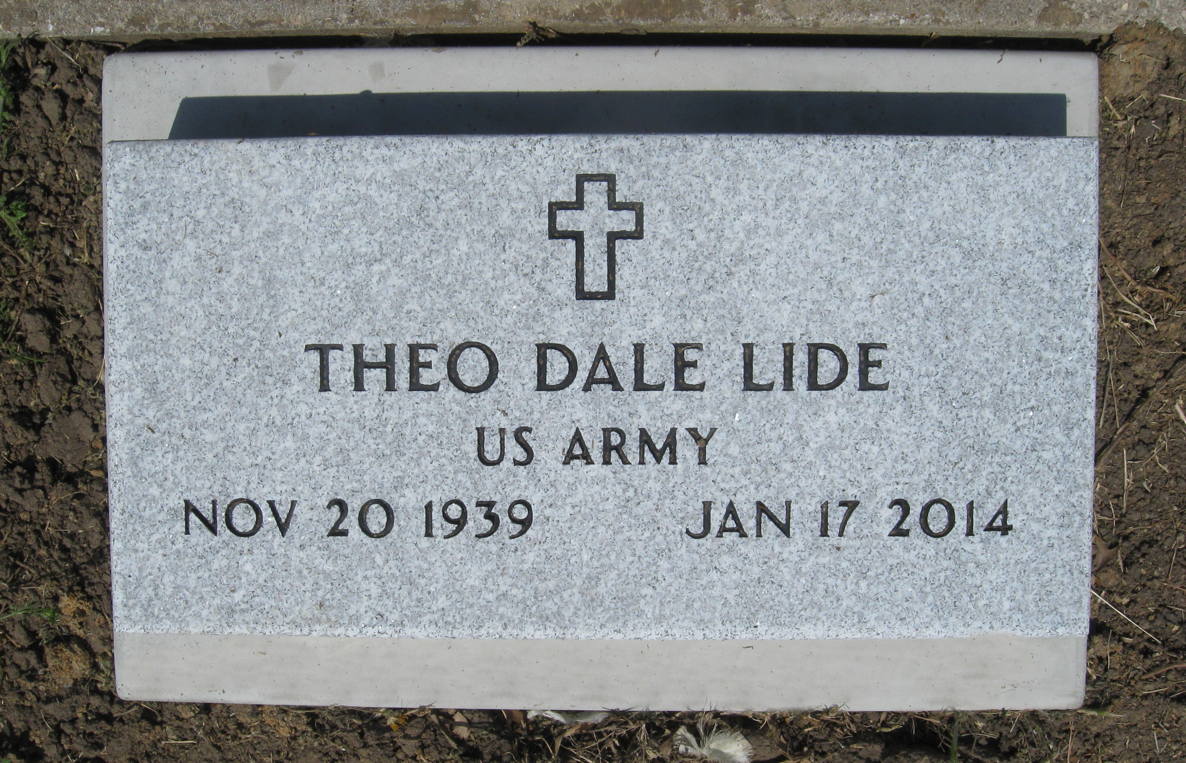 THEO DALE LIDE
US ARMY
NOV 20 1939 JAN 17 2014